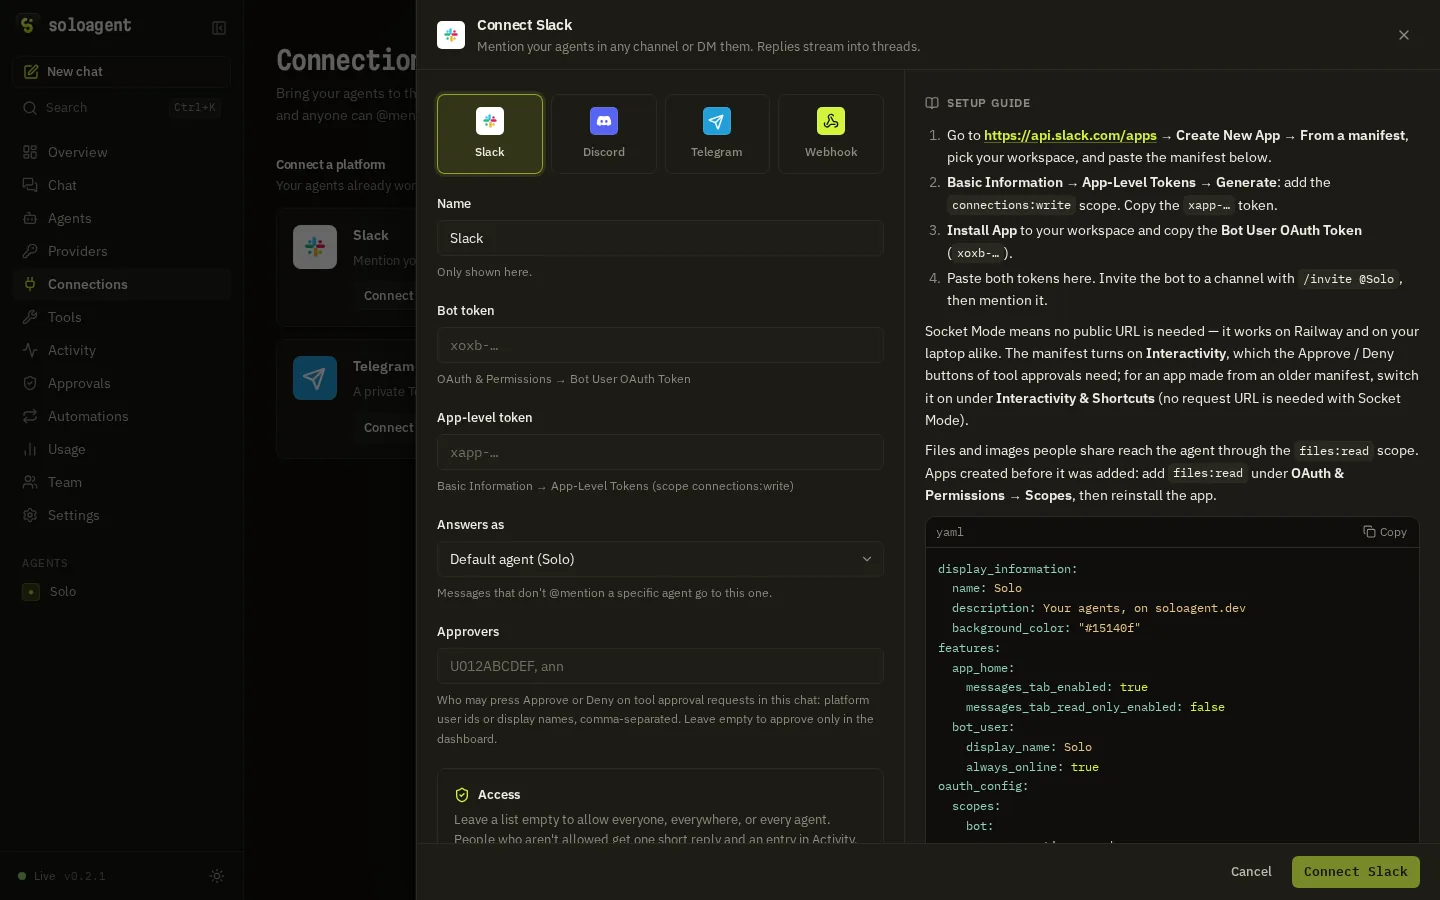 soloagent
New chat
Search Ctrl+K
Overview
Chat
Agents
Providers
Connections
Tools
Activity
Approvals
Automations
Usage
Team
Settings
AGENTS
Solo
Live v0.2.1
Connection
Bring your agents to th
and anyone can @men
Connect a platform
Your agents already wor
Slack
Mention yo
Connect
Telegram
A private T
Connect
Connect Slack
Mention your agents in any channel or DM them. Replies stream into threads.
Slack
Discord
Telegram
Webhook
Name
Slack
Only shown here.
Bot token
xoxb-…
OAuth & Permissions → Bot User OAuth Token
App-level token
xapp-…
Basic Information → App-Level Tokens (scope connections:write)
Answers as
Default agent (Solo)
Messages that don't @mention a specific agent go to this one.
Approvers
U012ABCDEF, ann
Who may press Approve or Deny on tool approval requests in this chat: platform
user ids or display names, comma-separated. Leave empty to approve only in the
dashboard.
Access
Leave a list empty to allow everyone, everywhere, or every agent.
People who aren't allowed get one short reply and an entry in Activity.
SETUP GUIDE
1. Go to https://api.slack.com/apps → Create New App → From a manifest,
pick your workspace, and paste the manifest below.
2. Basic Information → App-Level Tokens → Generate: add the
connections:write scope. Copy the xapp-… token.
3. Install App to your workspace and copy the Bot User OAuth Token
(xoxb-…).
4. Paste both tokens here. Invite the bot to a channel with /invite @Solo,
then mention it.
Socket Mode means no public URL is needed — it works on Railway and on your
laptop alike. The manifest turns on Interactivity, which the Approve / Deny
buttons of tool approvals need; for an app made from an older manifest, switch
it on under Interactivity & Shortcuts (no request URL is needed with Socket
Mode).
Files and images people share reach the agent through the files:read scope.
Apps created before it was added: add files:read under OAuth &
Permissions → Scopes, then reinstall the app.
yaml Copy
display_information:
name: Solo
description: Your agents, on soloagent.dev
background_color: "#15140f"
features:
app_home:
messages_tab_enabled: true
messages_tab_read_only_enabled: false
bot_user:
display_name: Solo
always_online: true
oauth_config:
scopes:
bot:
Cancel Connect Slack